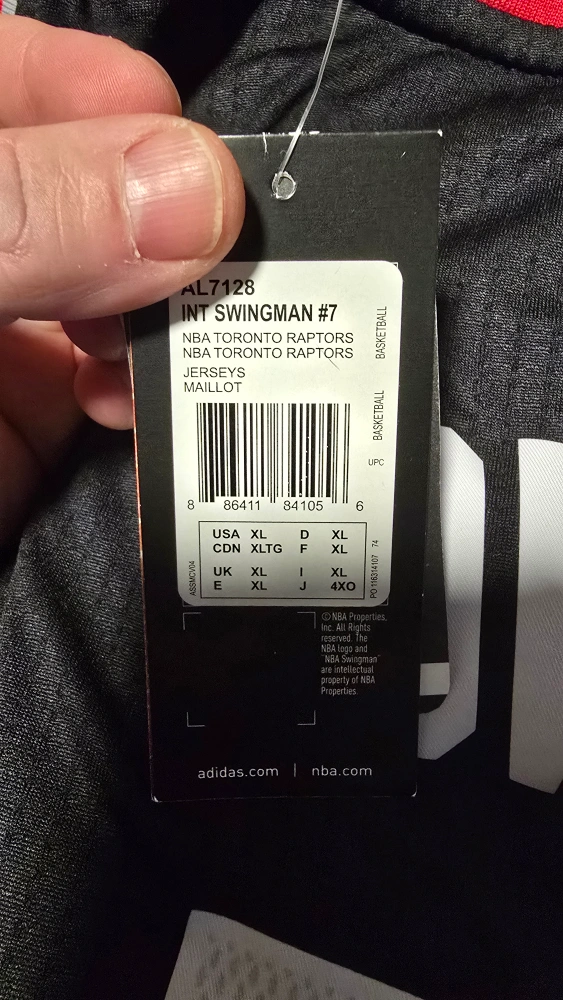 AL7128
INT SWINGMAN #7
NBA TORONTO RAPTORS
NBA TORONTO RAPTORS
JERSEYS
MAILLOT
BASKETBALL
BASKETBALL
UPC
8 86411 84105 6
USA XL D XL
CDN XLTG F XL
UK XL I XL
E XL J 4XO
ASSMCV04
PO 116314107 74
© NBA Properties,
Inc. All Rights
reserved. The
NBA logo and
"NBA Swingman"
are intellectual
property of NBA
Properties.
adidas.com | nba.com